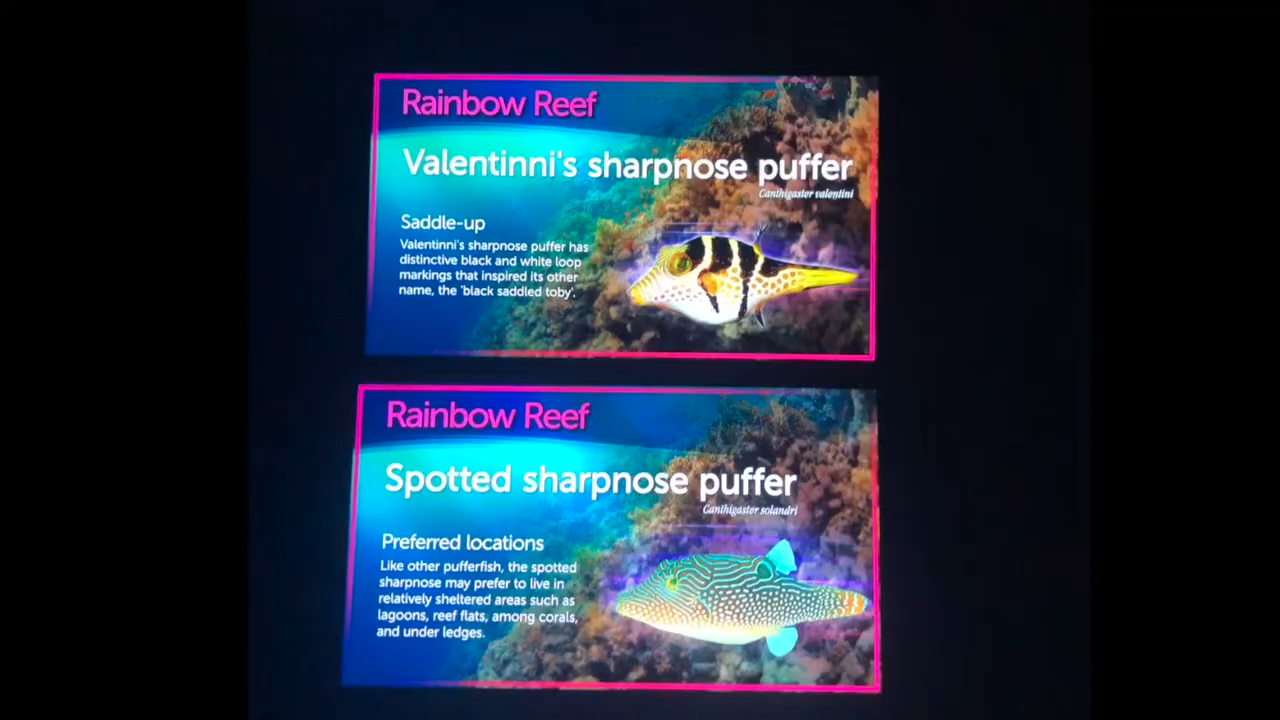 Rainbow Reef
Valentinni's sharpnose puffer
Canthigaster valentini
Saddle-up
Valentinni's sharpnose puffer has
distinctive black and white loop
markings that inspired its other
name, the 'black saddled toby'.
Rainbow Reef
Spotted sharpnose puffer
Canthigaster solandri
Preferred locations
Like other pufferfish, the spotted
sharpnose may prefer to live in
relatively sheltered areas such as
lagoons, reef flats, among corals,
and under ledges.